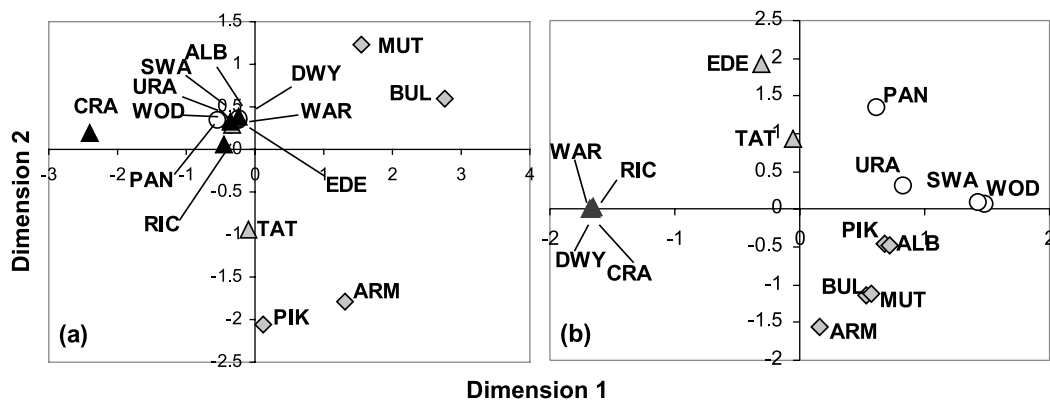 1.5
2.5
ALB
MUT
SWA
1
DWY
URA
BUL
WOD
0.5
WAR
CRA
0
-3 -2 -1 0 1 2 3 4
PAN
-0.5
EDE
RIC
-1
TAT
-1.5
ARM
-2
PIK
(a)
-2.5
2
EDE
1.5
PAN
1
TAT
WAR
RIC
0.5
URA
SWA
WOD
0
-2 -1 0 1 2
DWY
CRA
PIK
-0.5
ALB
BUL
-1
MUT
-1.5
ARM
(b)
-2
Dimension 2
Dimension 1